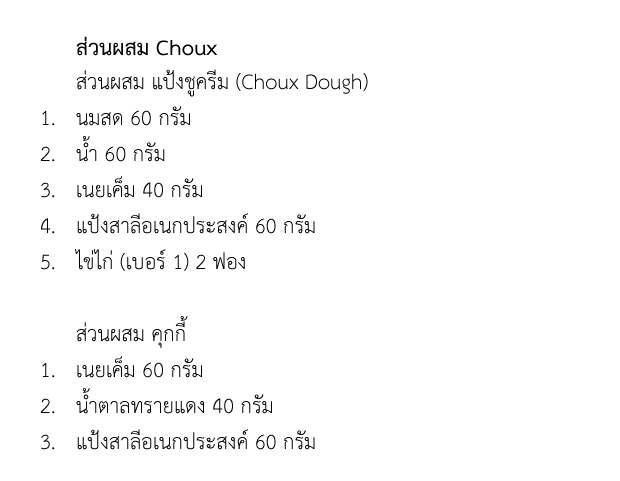 ส่วนผสม Choux
ส่วนผสม แป้งชูครีม (Choux Dough)
1. นมสด 60 กรัม
2. น้ำ 60 กรัม
3. เนยเค็ม 40 กรัม
4. แป้งสาลีอเนกประสงค์ 60 กรัม
5. ไข่ไก่ (เบอร์ 1) 2 ฟอง
ส่วนผสม คุกกี้
1. เนยเค็ม 60 กรัม
2. น้ำตาลทรายแดง 40 กรัม
3. แป้งสาลีอเนกประสงค์ 60 กรัม